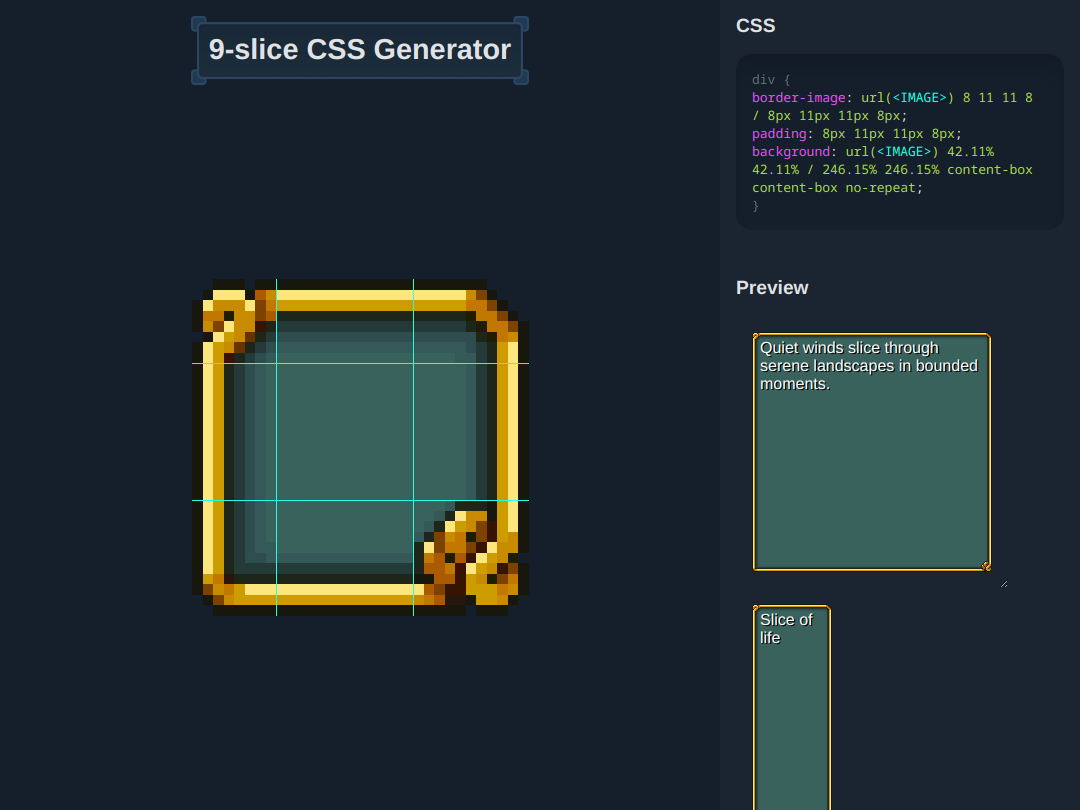 9-slice CSS Generator
CSS
div {
border-image: url(<IMAGE>) 8 11 11 8
/ 8px 11px 11px 8px;
padding: 8px 11px 11px 8px;
background: url(<IMAGE>) 42.11%
42.11% / 246.15% 246.15% content-box
content-box no-repeat;
}
Preview
Quiet winds slice through
serene landscapes in bounded
moments.
Slice of
life